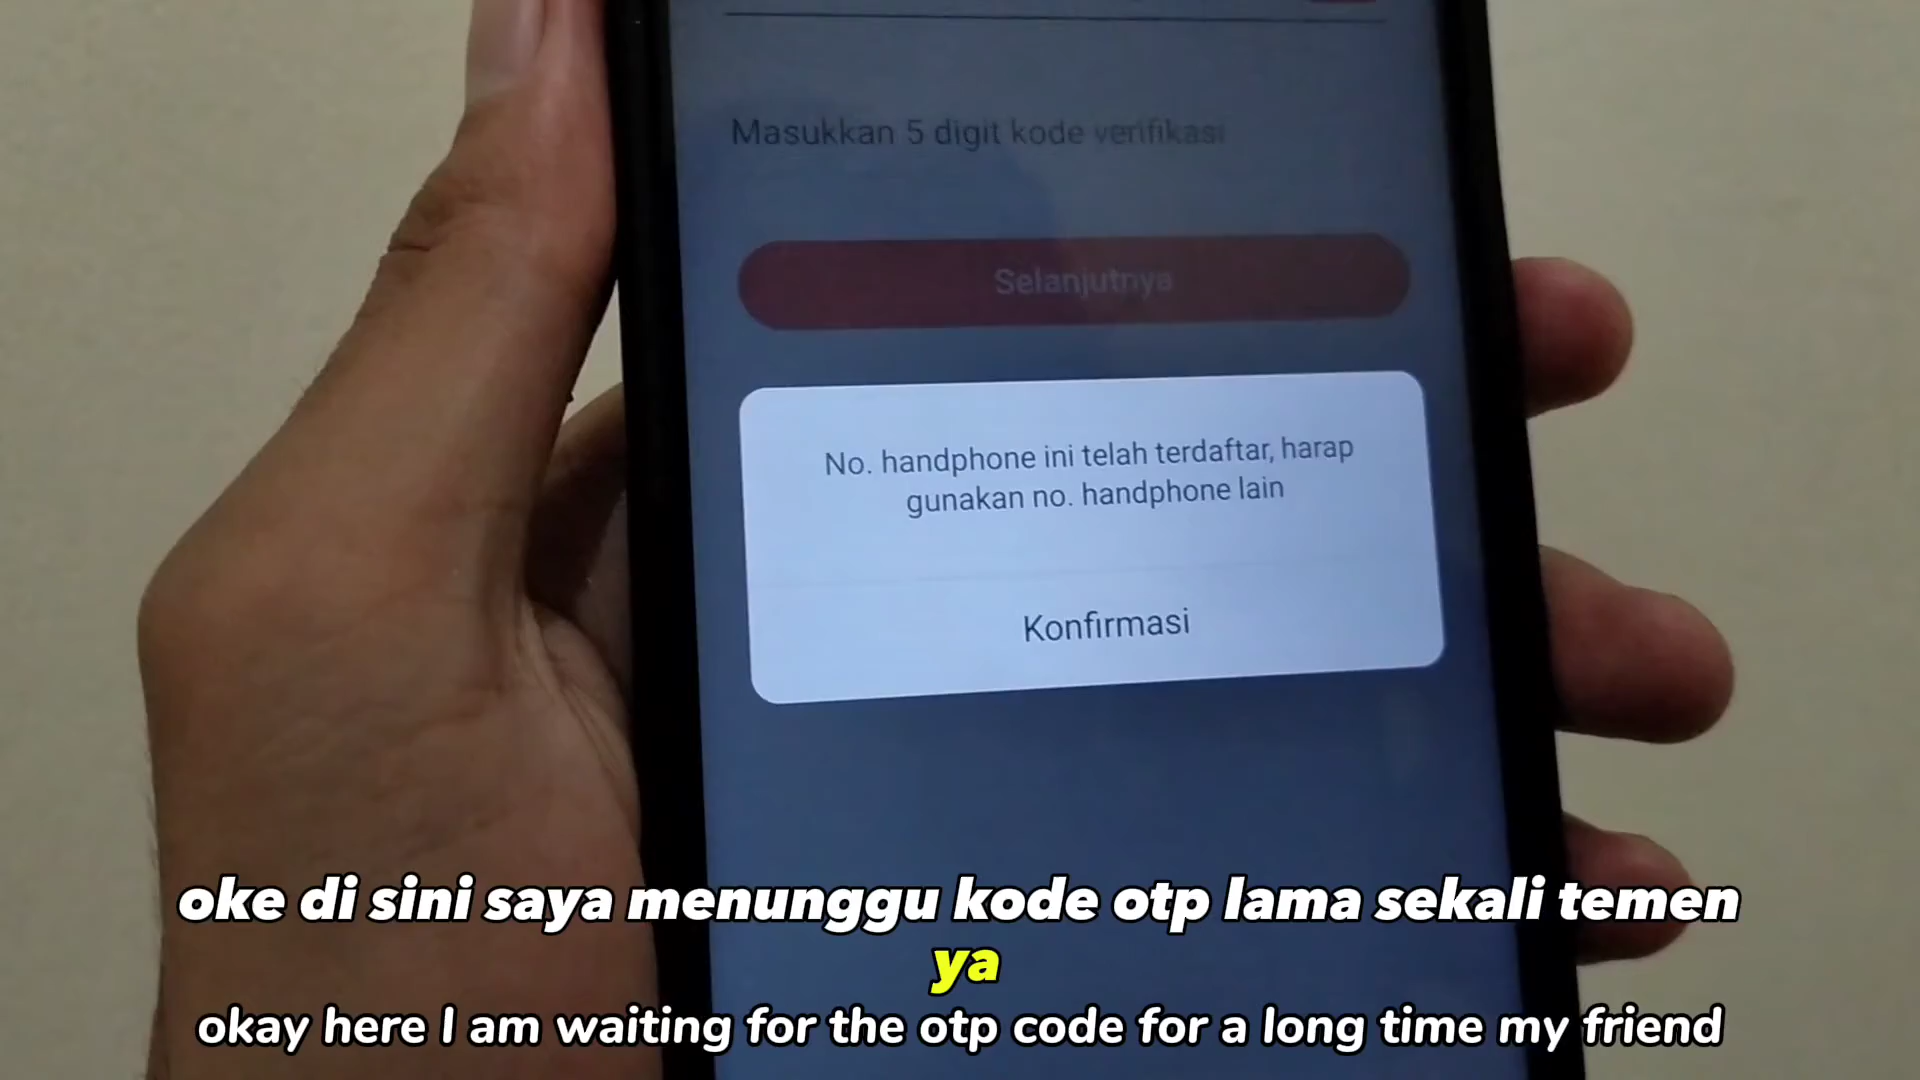 Masukkan 5 digit kode verifikasi
Selanjutnya
No. handphone ini telah terdaftar, harap
gunakan no. handphone lain
Konfirmasi
oke di sini saya menunggu kode otp lama sekali temen
ya
okay here I am waiting for the otp code for a long time my friend